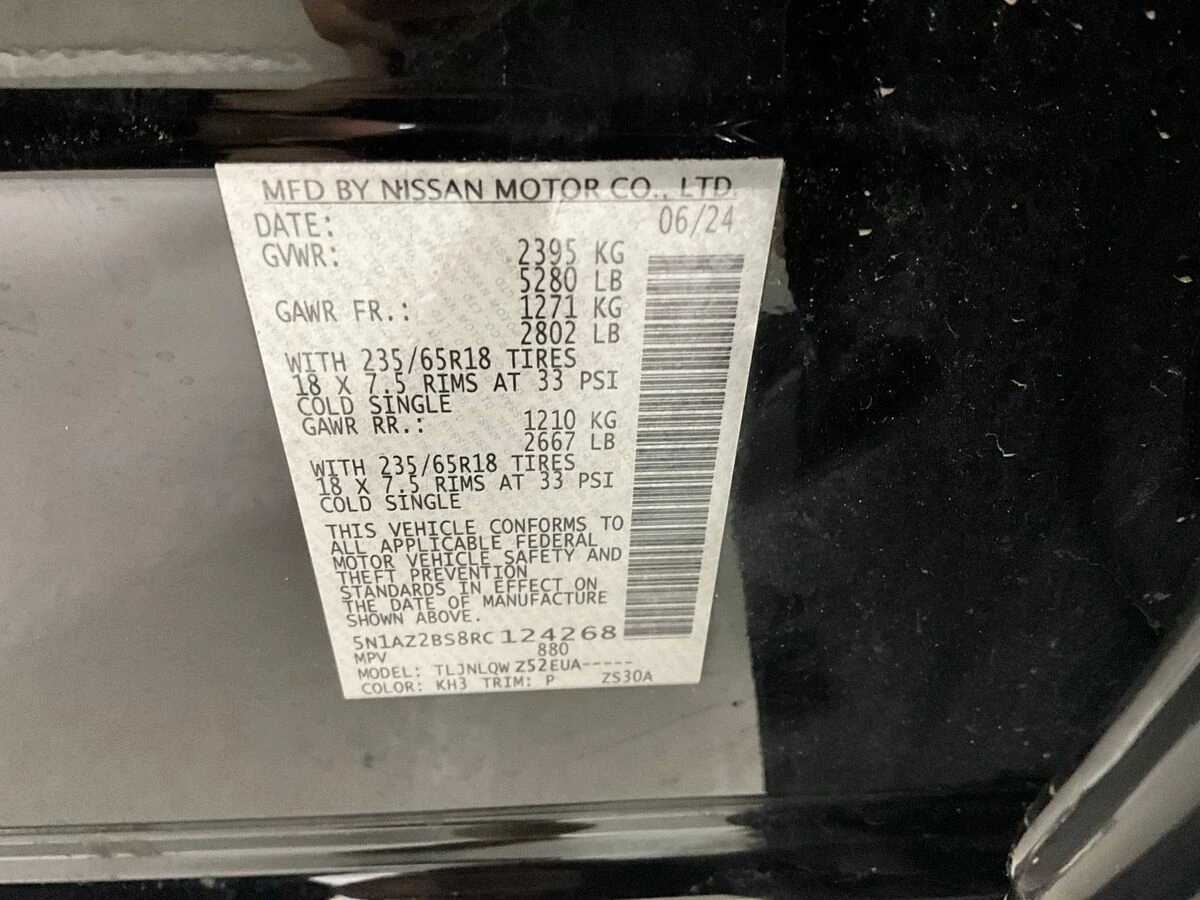 MFD BY NISSAN MOTOR CO., LTD.
DATE: 06/24
GVWR: 2395 KG
5280 LB
GAWR FR.: 1271 KG
2802 LB
WITH 235/65R18 TIRES
18 X 7.5 RIMS AT 33 PSI
COLD SINGLE
GAWR RR.: 1210 KG
2667 LB
WITH 235/65R18 TIRES
18 X 7.5 RIMS AT 33 PSI
COLD SINGLE
THIS VEHICLE CONFORMS TO
ALL APPLICABLE FEDERAL
MOTOR VEHICLE SAFETY AND
THEFT PREVENTION
STANDARDS IN EFFECT ON
THE DATE OF MANUFACTURE
SHOWN ABOVE.
5N1AZ2BS8RC124268
MPV 880
MODEL: TLJNLQWZ52EUA-----
COLOR: KH3 TRIM: P ZS30A